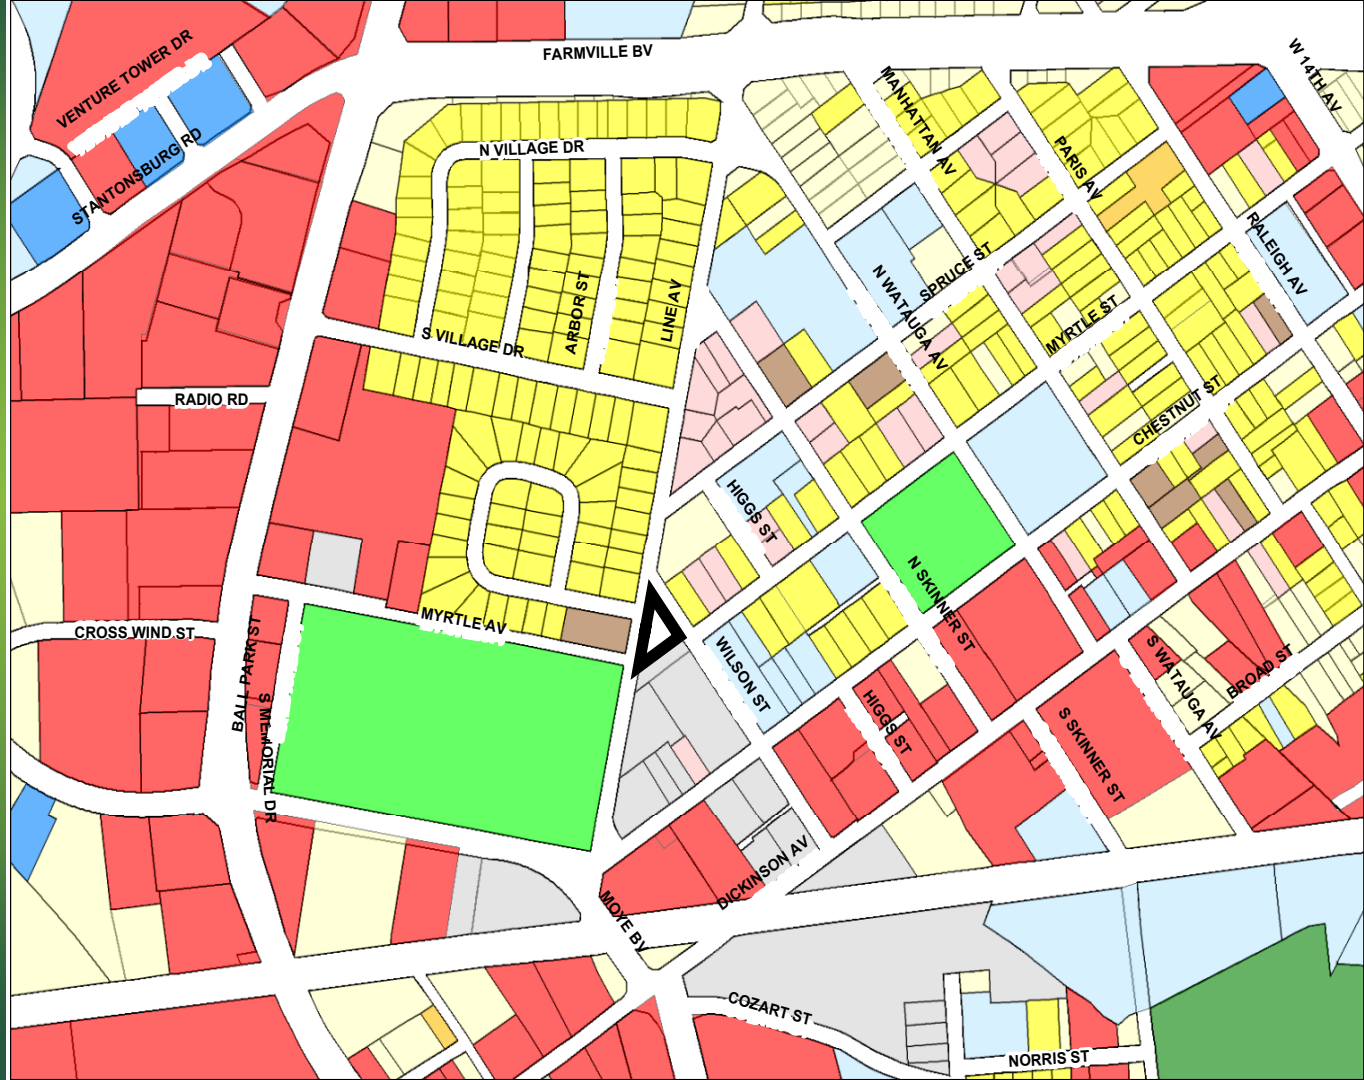 FARMVILLE BV
W 14TH AV
VENTURE TOWER DR
STANTONSBURG RD
MANHATTAN AV
PARIS AV
N VILLAGE DR
RALEIGH AV
SPRUCE ST
N WATAUGA AV
ARBOR ST
LINE AV
MYRTLE ST
S VILLAGE DR
RADIO RD
CHESTNUT ST
HIGGS ST
N SKINNER ST
MYRTLE AV
CROSS WIND ST
BALL PARK ST
S MEMORIAL DR
WILSON ST
HIGGS ST
S WATAUGA AV
BROAD ST
S SKINNER ST
DICKINSON AV
MOYE BV
COZART ST
NORRIS ST